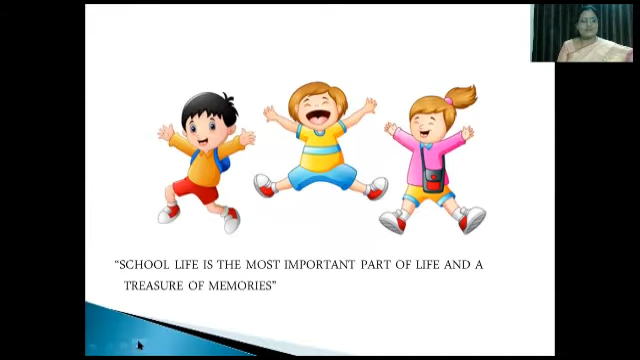 “SCHOOL LIFE IS THE MOST IMPORTANT PART OF LIFE AND A
TREASURE OF MEMORIES”